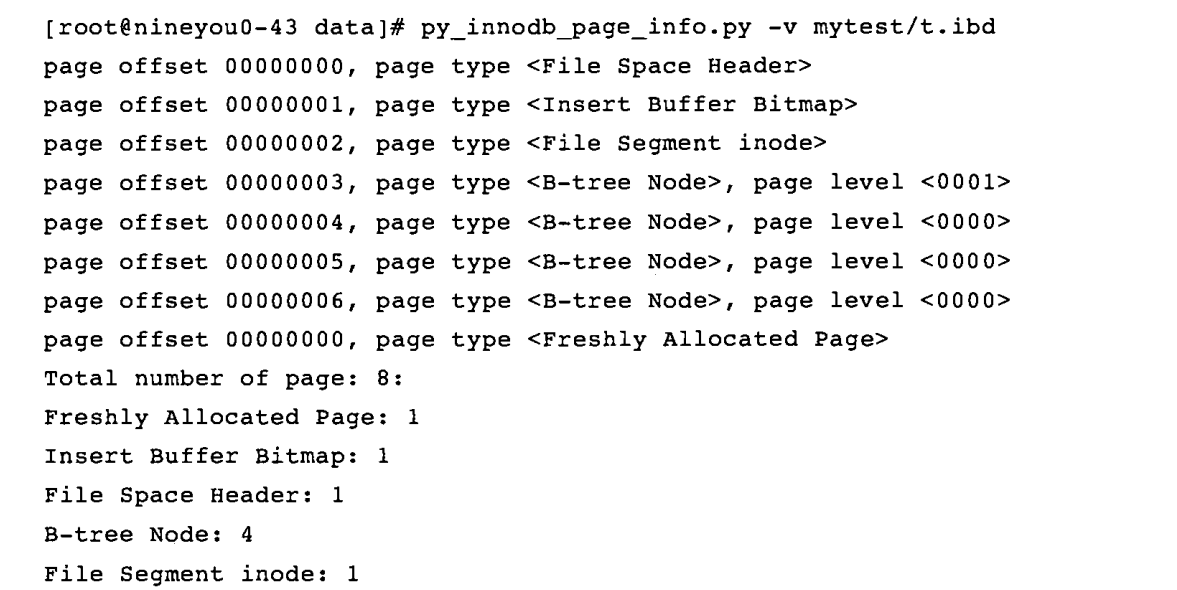 [root@nineyou0-43 data]# py_innodb_page_info.py -v mytest/t.ibd
page offset 00000000, page type <File Space Header>
page offset 00000001, page type <Insert Buffer Bitmap>
page offset 00000002, page type <File Segment inode>
page offset 00000003, page type <B-tree Node>, page level <0001>
page offset 00000004, page type <B-tree Node>, page level <0000>
page offset 00000005, page type <B-tree Node>, page level <0000>
page offset 00000006, page type <B-tree Node>, page level <0000>
page offset 00000000, page type <Freshly Allocated Page>
Total number of page: 8:
Freshly Allocated Page: 1
Insert Buffer Bitmap: 1
File Space Header: 1
B-tree Node: 4
File Segment inode: 1